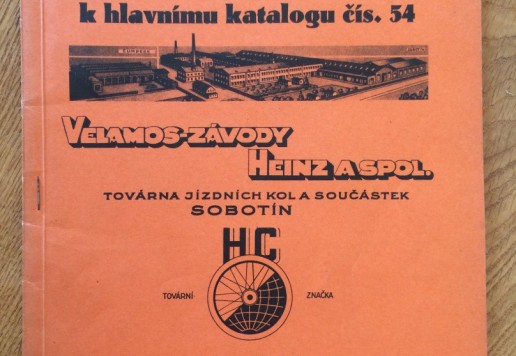 k hlavnímu katalogu čís. 54
VELAMOS-ZÁVODY
HEINZ A SPOL.
TOVÁRNA JÍZDNÍCH KOL A SOUČÁSTEK
SOBOTÍN
HC
TOVÁRNÍ ZNAČKA